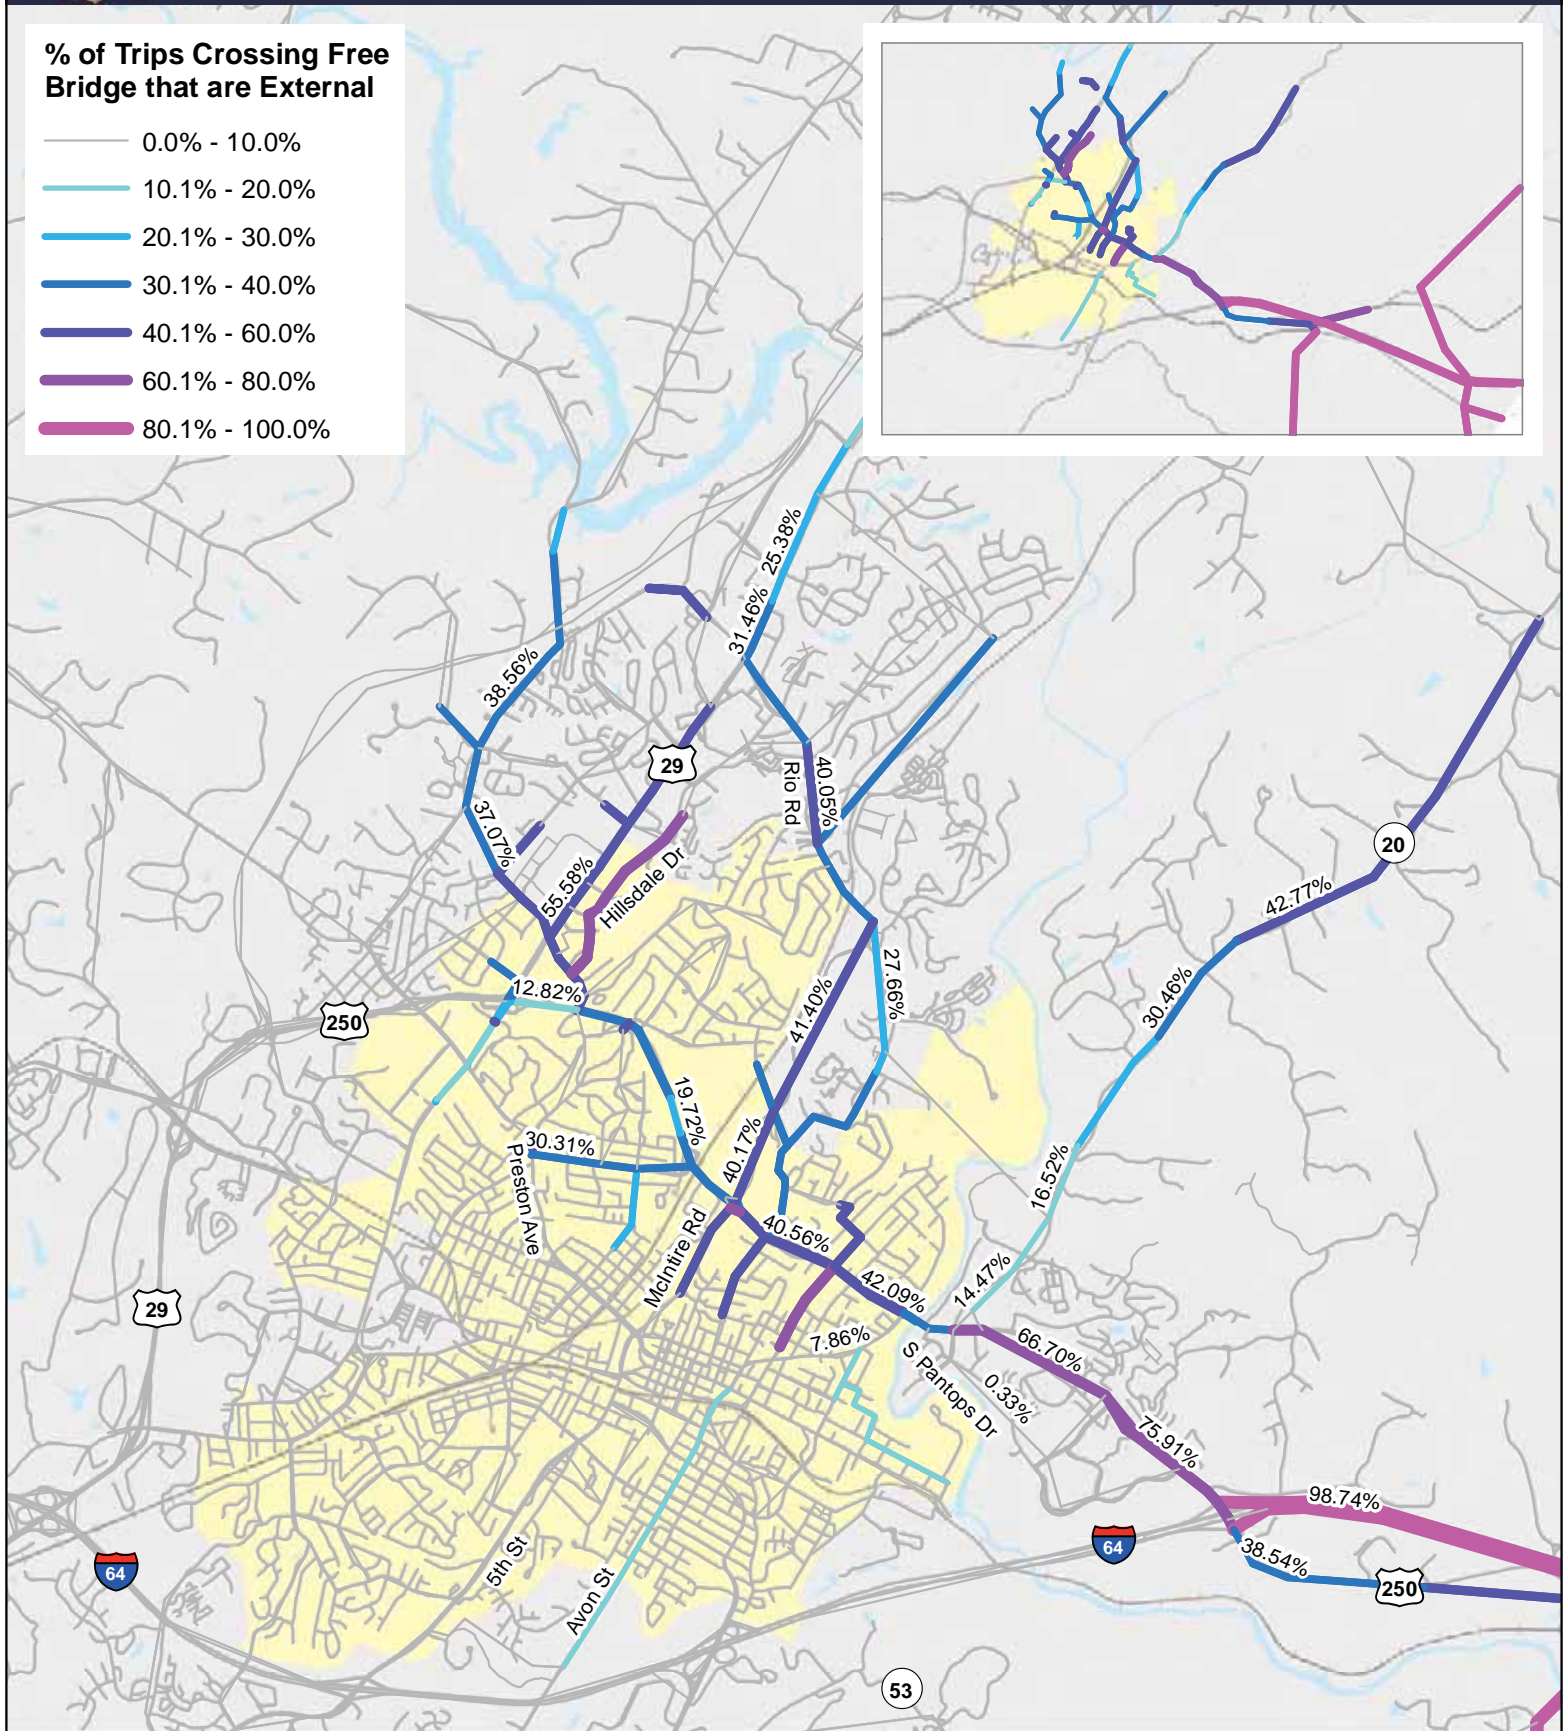 % of Trips Crossing Free
Bridge that are External
0.0% - 10.0%
10.1% - 20.0%
20.1% - 30.0%
30.1% - 40.0%
40.1% - 60.0%
60.1% - 80.0%
80.1% - 100.0%
25.38%
31.46%
38.56%
29
Rio Rd
40.05%
37.07%
20
55.58%
Hillsdale Dr
42.77%
27.66%
12.82%
41.40%
30.46%
250
19.72%
30.31%
40.17%
16.52%
Preston Ave
McIntire Rd
40.56%
14.47%
42.09%
29
7.86%
S Pantops Dr
66.70%
0.33%
75.91%
98.74%
64
38.54%
64
5th St
250
Avon St
53